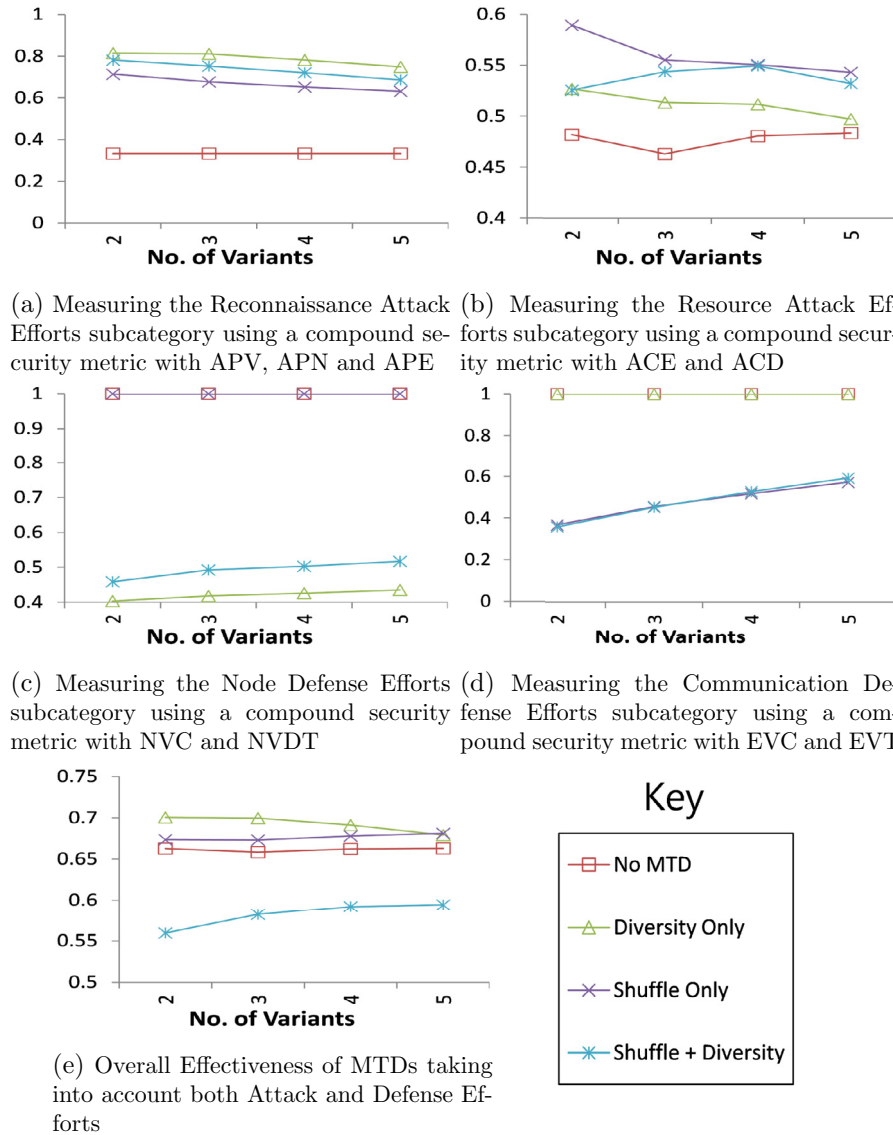 1
0.8
0.6
0.4
0.2
0
2
3
4
5
No. of Variants
0.6
0.55
0.5
0.45
0.4
2
3
4
5
No. of Variants
(a) Measuring the Reconnaissance Attack
Efforts subcategory using a compound se-
curity metric with APV, APN and APE
(b) Measuring the Resource Attack Ef-
forts subcategory using a compound secur-
ity metric with ACE and ACD
1
0.9
0.8
0.7
0.6
0.5
0.4
2
3
4
5
No. of Variants
1
0.8
0.6
0.4
0.2
0
2
3
4
5
No. of Variants
(c) Measuring the Node Defense Efforts
subcategory using a compound security
metric with NVC and NVDT
(d) Measuring the Communication De-
fense Efforts subcategory using a com-
pound security metric with EVC and EVT
0.75
0.7
0.65
0.6
0.55
0.5
2
3
4
5
No. of Variants
(e) Overall Effectiveness of MTDs taking
into account both Attack and Defense Ef-
forts
Key
No MTD
Diversity Only
Shuffle Only
Shuffle + Diversity